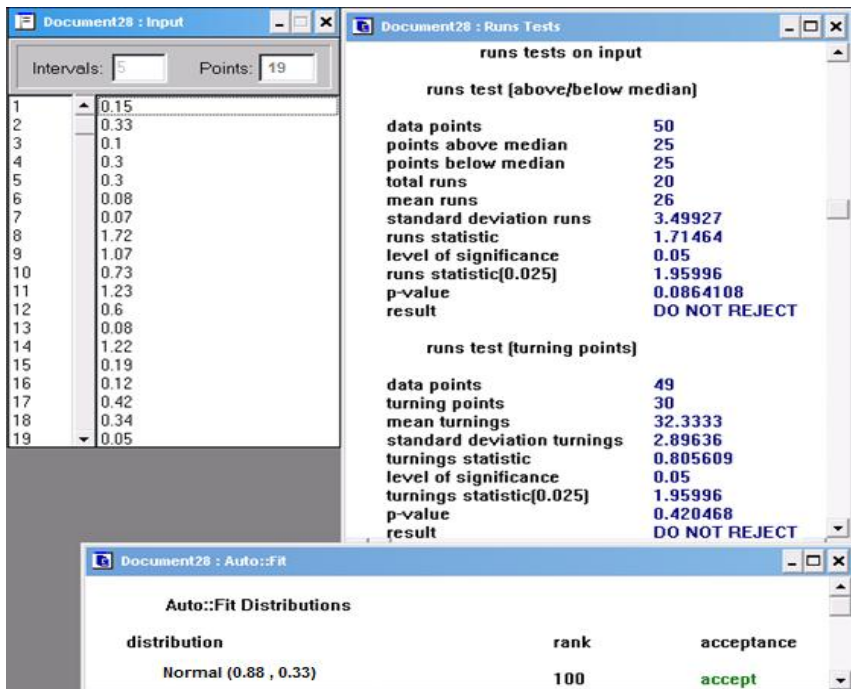 Document28 : Input
Intervals: 5 Points: 19
1 0.15
2 0.33
3 0.1
4 0.3
5 0.3
6 0.08
7 0.07
8 1.72
9 1.07
10 0.73
11 1.23
12 0.6
13 0.08
14 1.22
15 0.19
16 0.12
17 0.42
18 0.34
19 0.05
Document28 : Runs Tests
runs tests on input
runs test (above/below median)
data points 50
points above median 25
points below median 25
total runs 20
mean runs 26
standard deviation runs 3.49927
runs statistic 1.71464
level of significance 0.05
runs statistic(0.025) 1.95996
p-value 0.0864108
result DO NOT REJECT
runs test (turning points)
data points 49
turning points 30
mean turnings 32.3333
standard deviation turnings 2.89636
turnings statistic 0.805609
level of significance 0.05
turnings statistic(0.025) 1.95996
p-value 0.420468
result DO NOT REJECT
Document28 : Auto::Fit
Auto::Fit Distributions
distribution rank acceptance
Normal (0.88 , 0.33) 100 accept